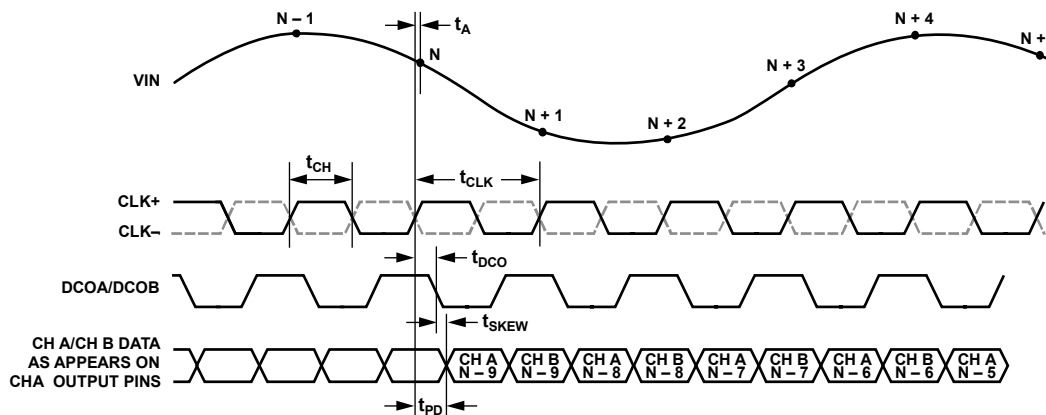 N – 1
t_A
N
N + 4
N +
N + 3
VIN
N + 1
N + 2
t_CH
t_CLK
CLK+
CLK–
t_DCO
DCOA/DCOB
t_SKEW
CH A/CH B DATA
AS APPEARS ON
CHA OUTPUT PINS
CH A CH B CH A CH B CH A CH B CH A CH B CH A
N – 9 N – 9 N – 8 N – 8 N – 7 N – 7 N – 6 N – 6 N – 5
t_PD